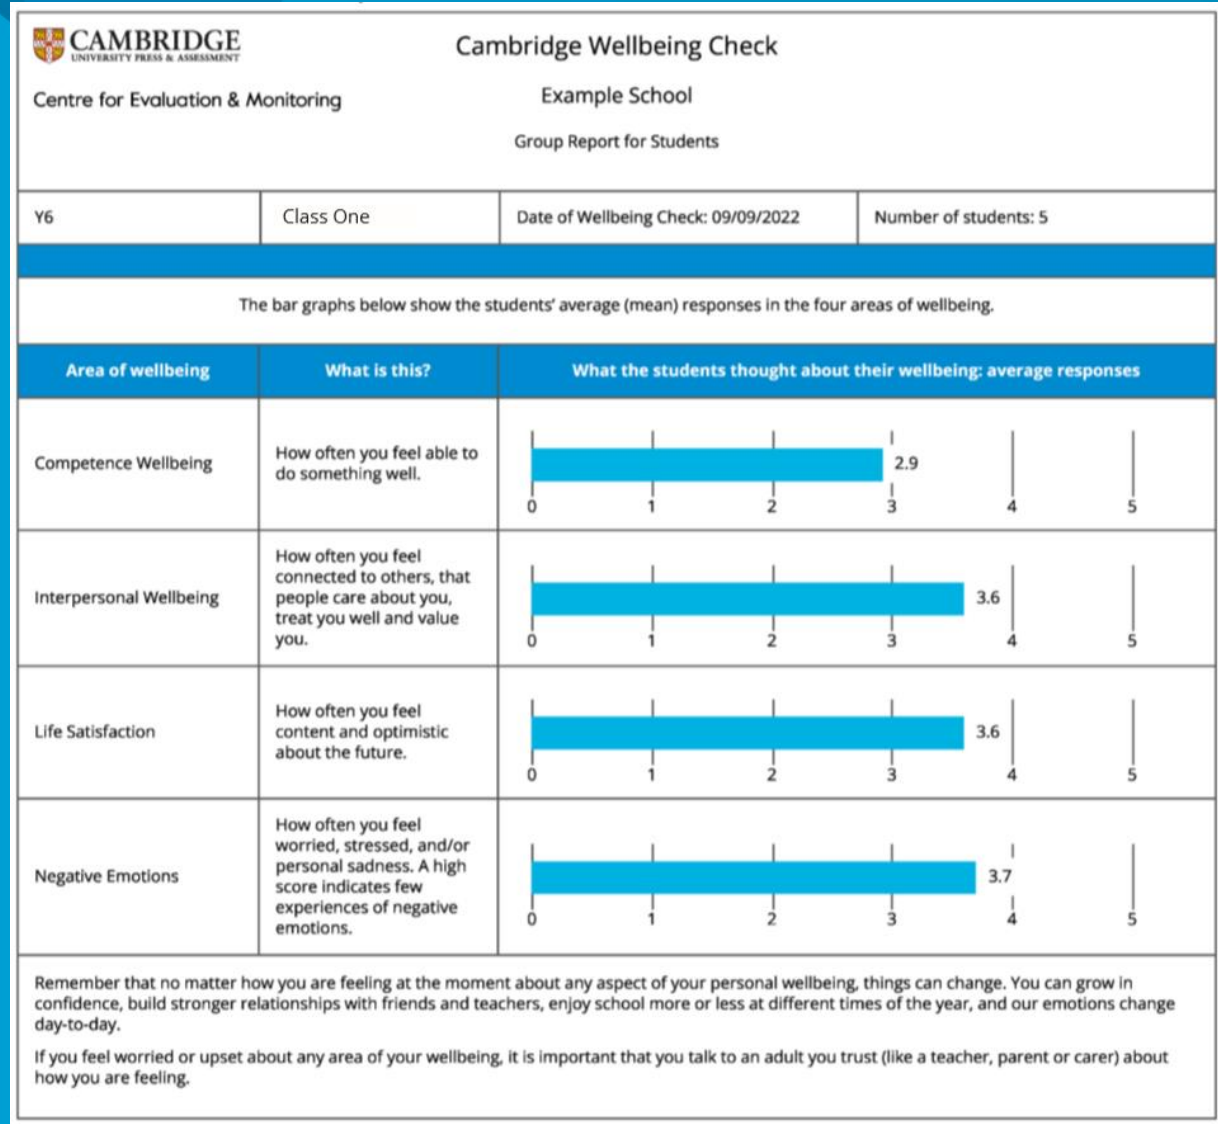 CAMBRIDGE
UNIVERSITY PRESS & ASSESSMENT
Cambridge Wellbeing Check
Centre for Evaluation & Monitoring
Example School
Group Report for Students
Y6
Class One
Date of Wellbeing Check: 09/09/2022
Number of students: 5
The bar graphs below show the students' average (mean) responses in the four areas of wellbeing.
Area of wellbeing
What is this?
What the students thought about their wellbeing: average responses
Competence Wellbeing
How often you feel able to
do something well.
2.9
0 1 2 3 4 5
Interpersonal Wellbeing
How often you feel
connected to others, that
people care about you,
treat you well and value
you.
3.6
0 1 2 3 4 5
Life Satisfaction
How often you feel
content and optimistic
about the future.
3.6
0 1 2 3 4 5
Negative Emotions
How often you feel
worried, stressed, and/or
personal sadness. A high
score indicates few
experiences of negative
emotions.
3.7
0 1 2 3 4 5
Remember that no matter how you are feeling at the moment about any aspect of your personal wellbeing, things can change. You can grow in
confidence, build stronger relationships with friends and teachers, enjoy school more or less at different times of the year, and our emotions change
day-to-day.
If you feel worried or upset about any area of your wellbeing, it is important that you talk to an adult you trust (like a teacher, parent or carer) about
how you are feeling.